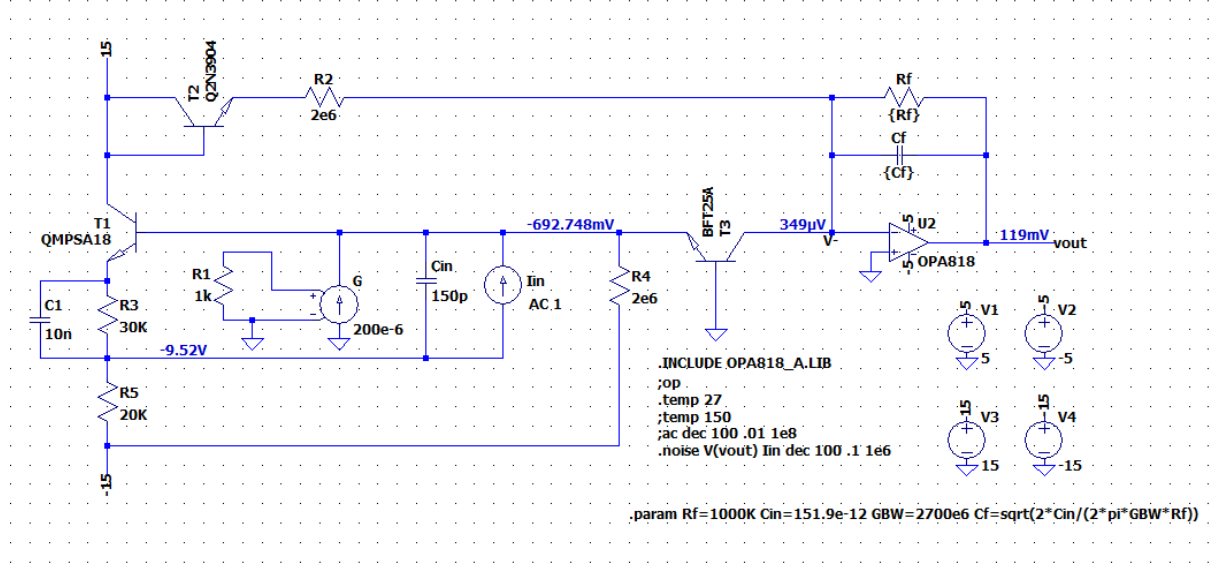 15
T2
Q2N3904
R2
2e6
Rf
{Rf}
Cf
{Cf}
T1
QMPSA18
-692.748mV
BFT25A
T3
349µV
V-
5
U2
-5
OPA818
119mV
vout
R1
1k
G
200e-6
Cin
150p
Iin
AC 1
R4
2e6
C1
10n
R3
30K
-9.52V
R5
20K
-15
5
V1
5
-5
V2
-5
15
V3
15
-15
V4
-15
.INCLUDE OPA818_A.LIB
;op
.temp 27
;temp 150
;ac dec 100 .01 1e8
.noise V(vout) Iin dec 100 .1 1e6
.param Rf=1000K Cin=151.9e-12 GBW=2700e6 Cf=sqrt(2*Cin/(2*pi*GBW*Rf))